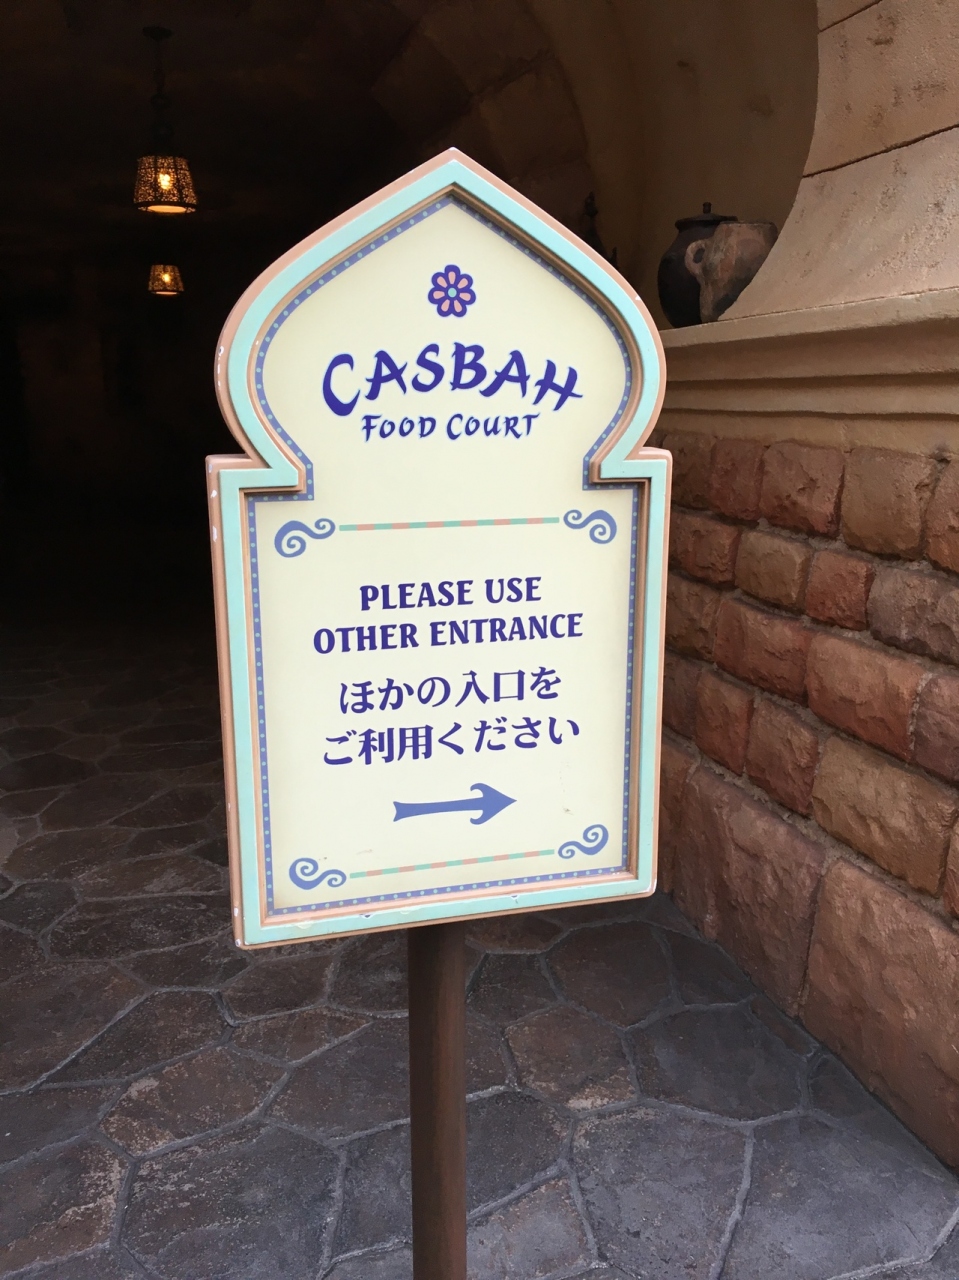 CASBAH
FOOD COURT
PLEASE USE
OTHER ENTRANCE
ほかの入口を
ご利用ください